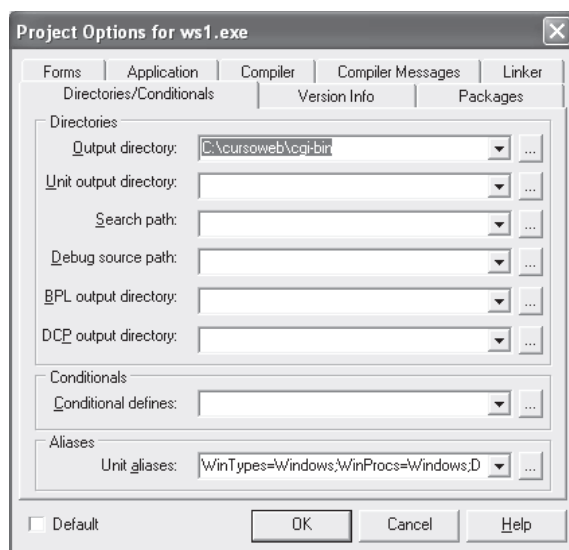 Project Options for ws1.exe
Forms Application Compiler Compiler Messages Linker
Directories/Conditionals Version Info Packages
Directories
Output directory: C:\cursoweb\cgi-bin ...
Unit output directory: ...
Search path: ...
Debug source path: ...
BPL output directory: ...
DCP output directory: ...
Conditionals
Conditional defines: ...
Aliases
Unit aliases: WinTypes=Windows;WinProcs=Windows;D ...
Default OK Cancel Help